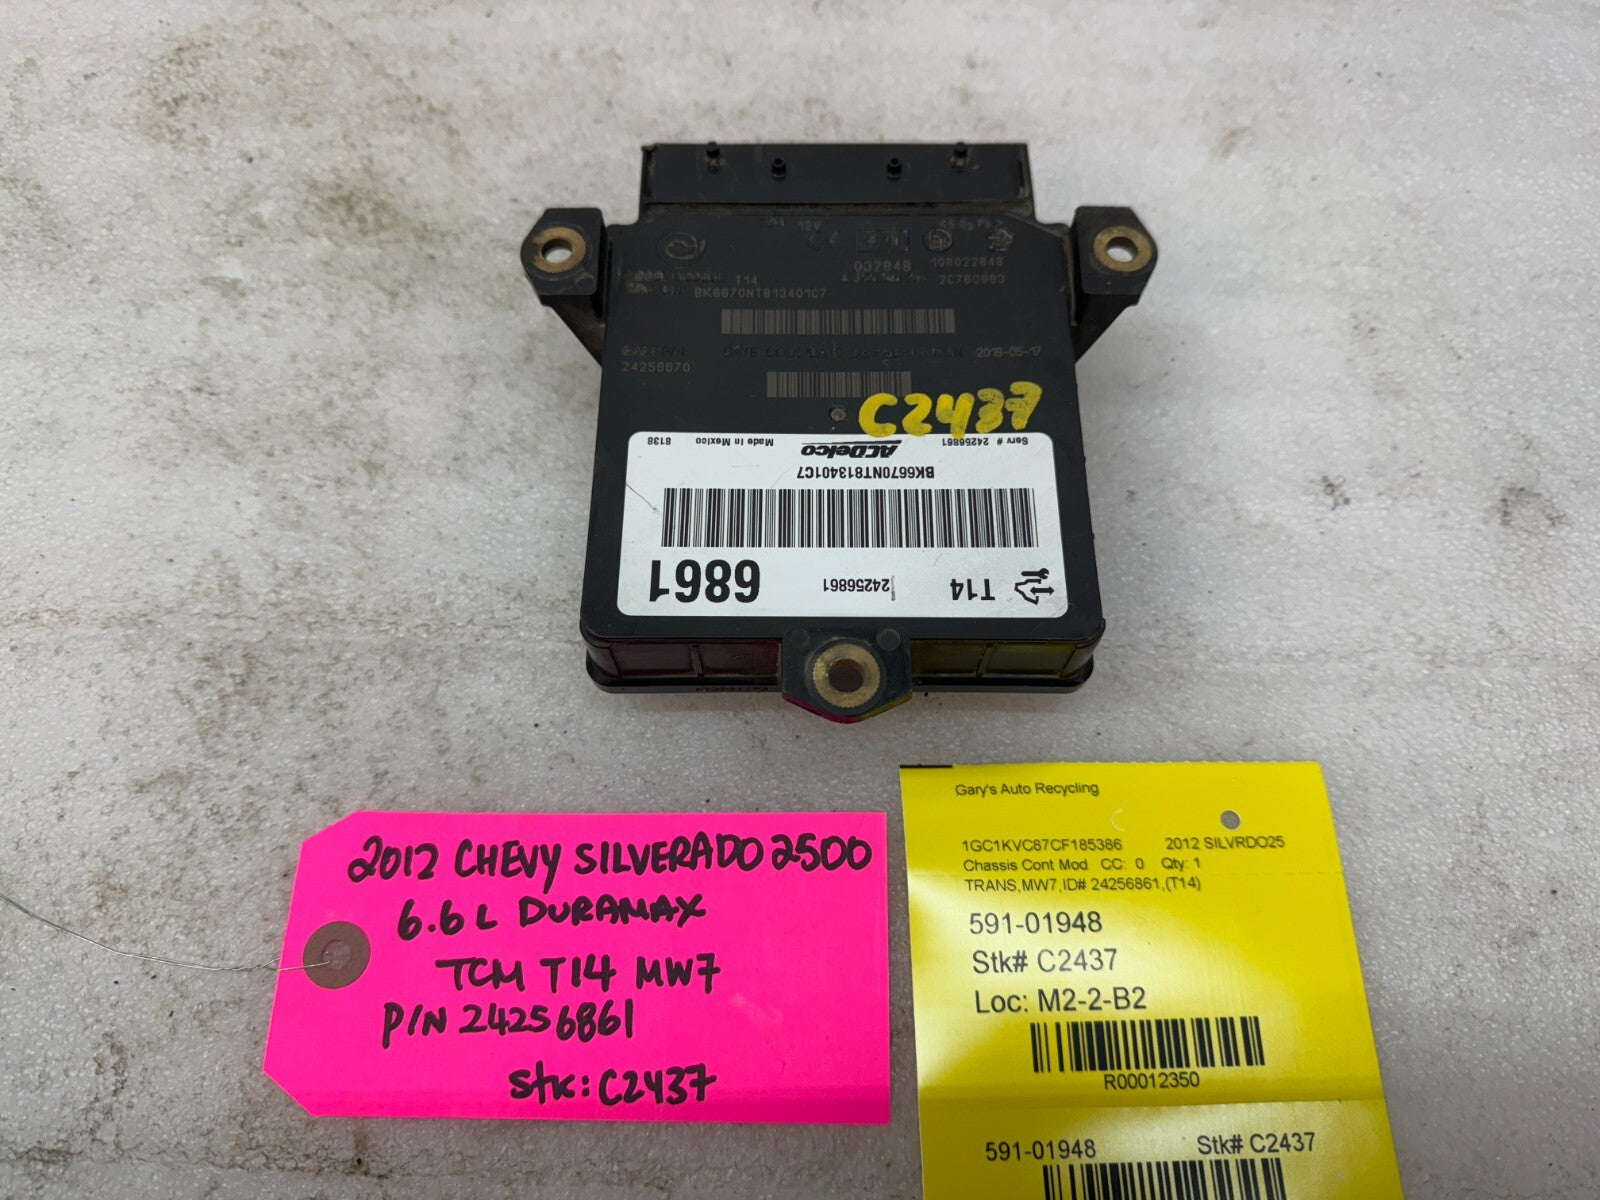 12V
032848
10R022848
T14
2C760983
BK6670NT813401C7
2018-05-17
24256870
C2437
Serv # 24256861
ACDelco
Made in Mexico
8138
BK6670NT813401C7
T14
24256861
6861
2012 CHEVY SILVERADO 2500
6.6L DURAMAX
TCM T14 MW7
P/N 24256861
Stk: C2437
Gary's Auto Recycling
1GC1KVC87CF185386 2012 SILVRDO25
Chassis Cont Mod CC: 0 Qty: 1
TRANS,MW7,ID# 24256861,(T14)
591-01948
Stk# C2437
Loc: M2-2-B2
R00012350
591-01948 Stk# C2437